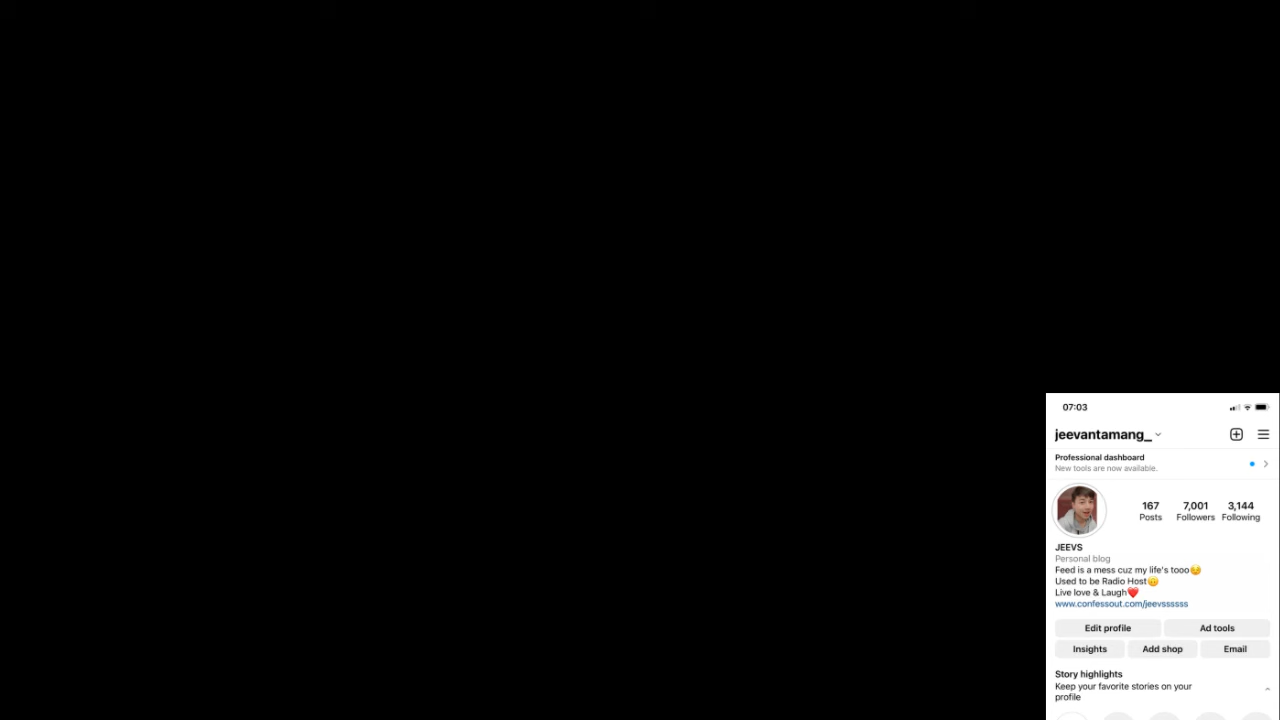 07:03
jeevantamang_
Professional dashboard
New tools are now available.
167 7,001 3,144
Posts Followers Following
JEEVS
Personal blog
Feed is a mess cuz my life's tooo☺️
Used to be Radio Host🙃
Live love & Laugh❤️
www.confessout.com/jeevssssss
Edit profile Ad tools
Insights Add shop Email
Story highlights
Keep your favorite stories on your
profile